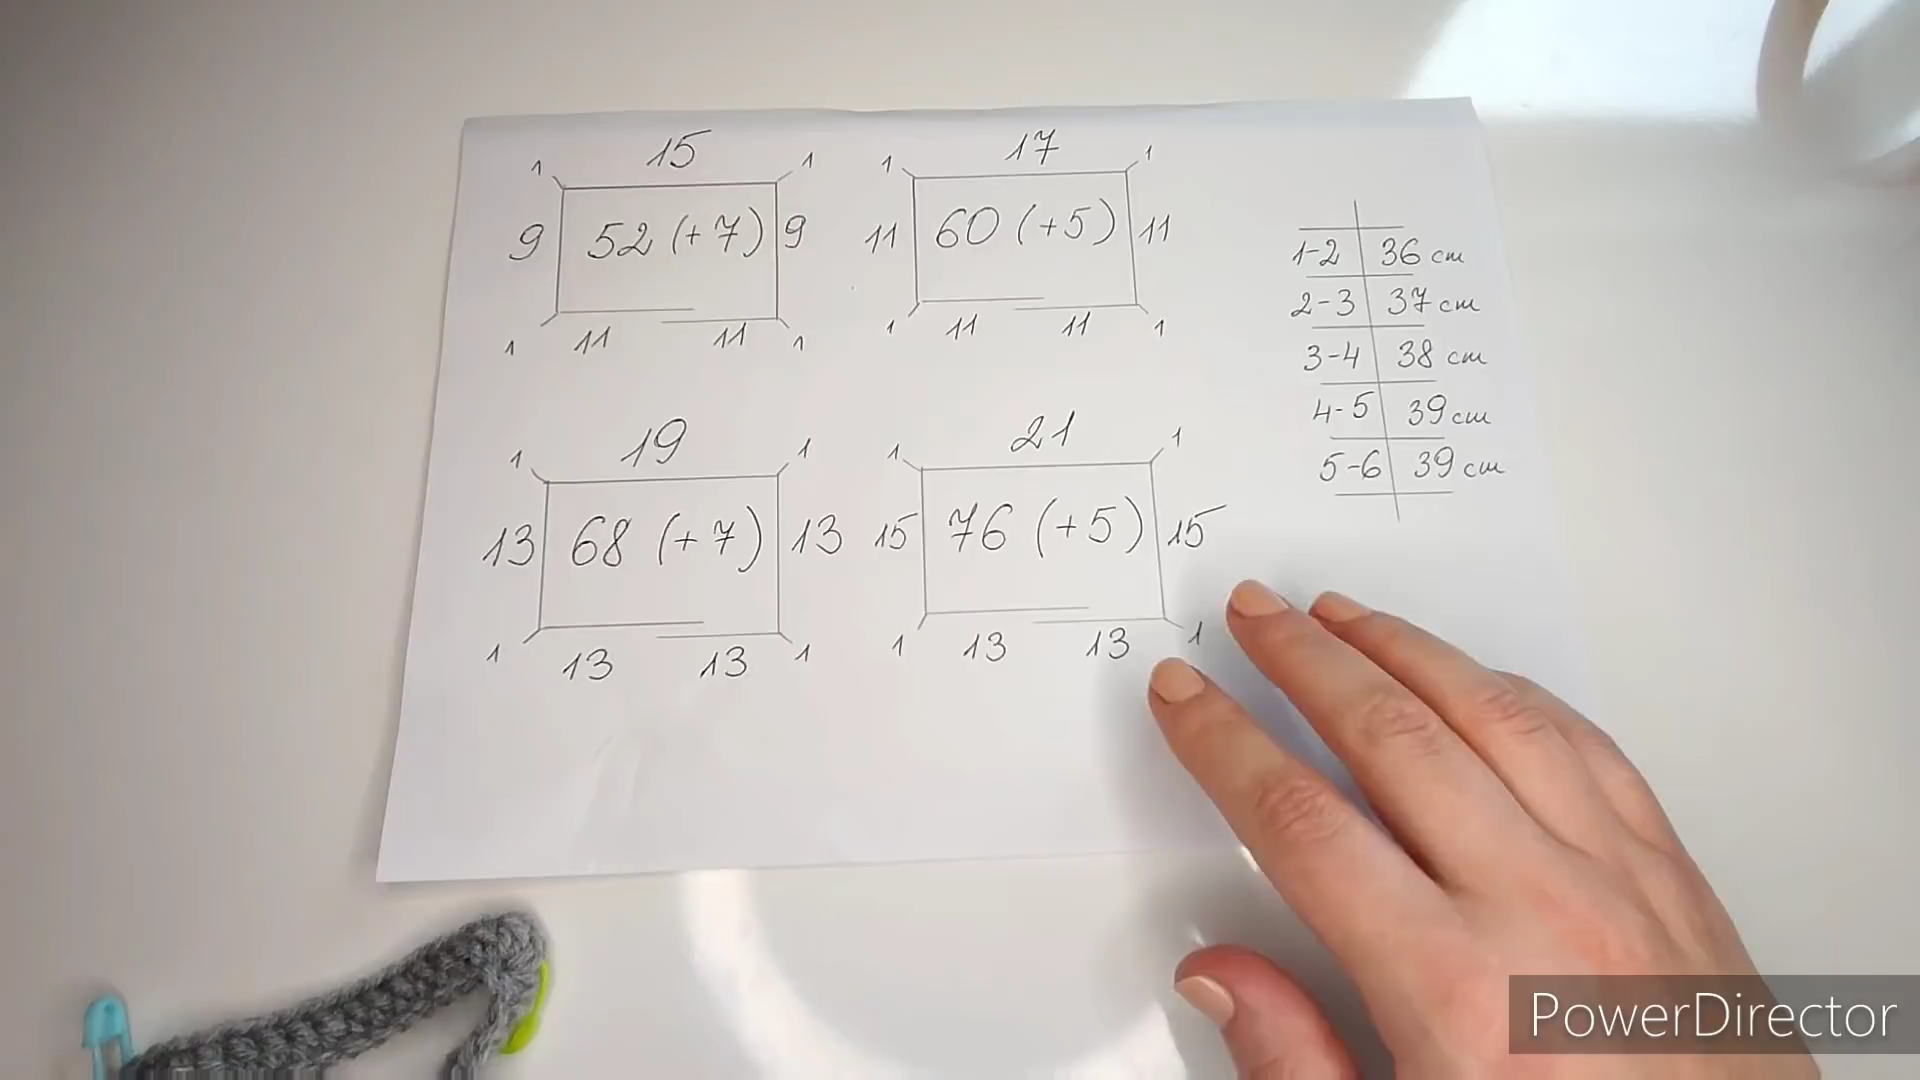 15
1 1
9 52 (+7) 9
1 11 11 1
17
1 1
11 60 (+5) 11
1 11 11 1
19
1 1
13 68 (+7) 13
1 13 13 1
21
1 1
15 76 (+5) 15
1 13 13 1
1-2 36 cm
2-3 37 cm
3-4 38 cm
4-5 39 cm
5-6 39 cm
PowerDirector